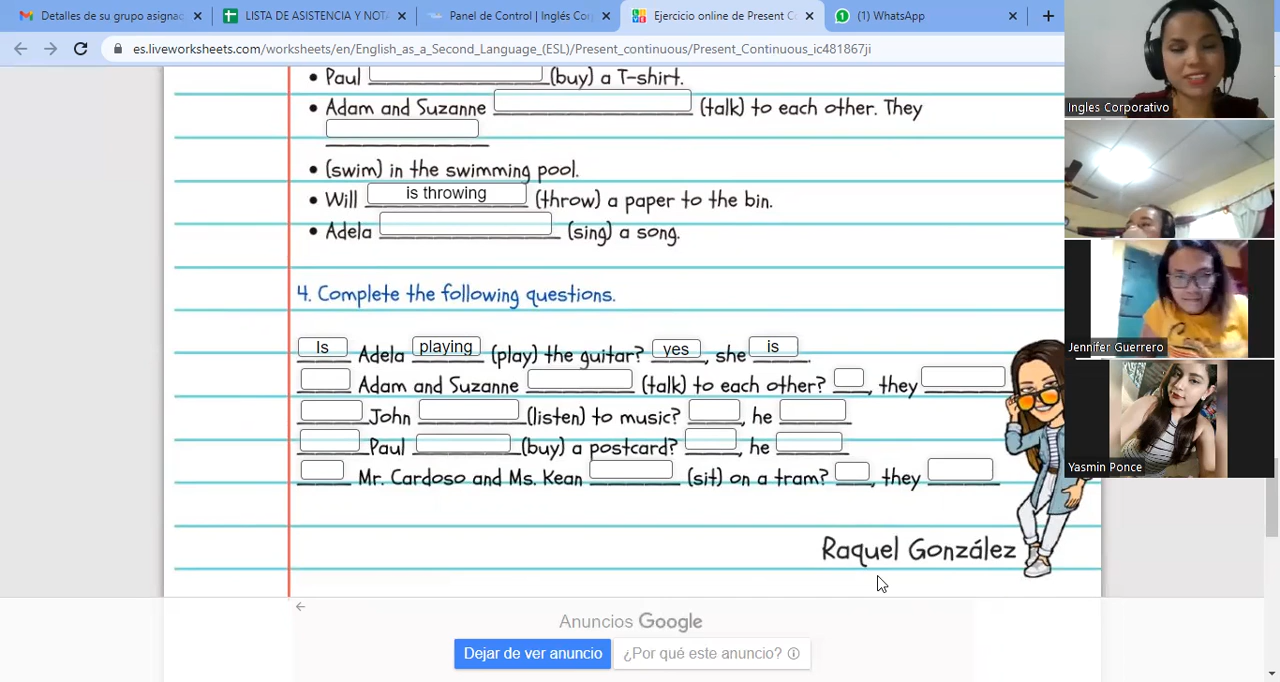 Detalles de su grupo asignac
LISTA DE ASISTENCIA Y NOTA
Panel de Control | Inglés Corp
Ejercicio online de Present Co
(1) WhatsApp
es.liveworksheets.com/worksheets/en/English_as_a_Second_Language_(ESL)/Present_continuous/Present_Continuous_ic481867ji
• Paul (buy) a T-shirt.
• Adam and Suzanne (talk) to each other. They
• (swim) in the swimming pool.
• Will is throwing (throw) a paper to the bin.
• Adela (sing) a song.
4. Complete the following questions.
Is Adela playing (play) the guitar? yes, she is.
Adam and Suzanne (talk) to each other? , they
John (listen) to music? , he
Paul (buy) a postcard? , he
Mr. Cardoso and Ms. Kean (sit) on a tram? , they
Raquel González
Anuncios Google
Dejar de ver anuncio
¿Por qué este anuncio?
Ingles Corporativo
Jennifer Guerrero
Yasmin Ponce